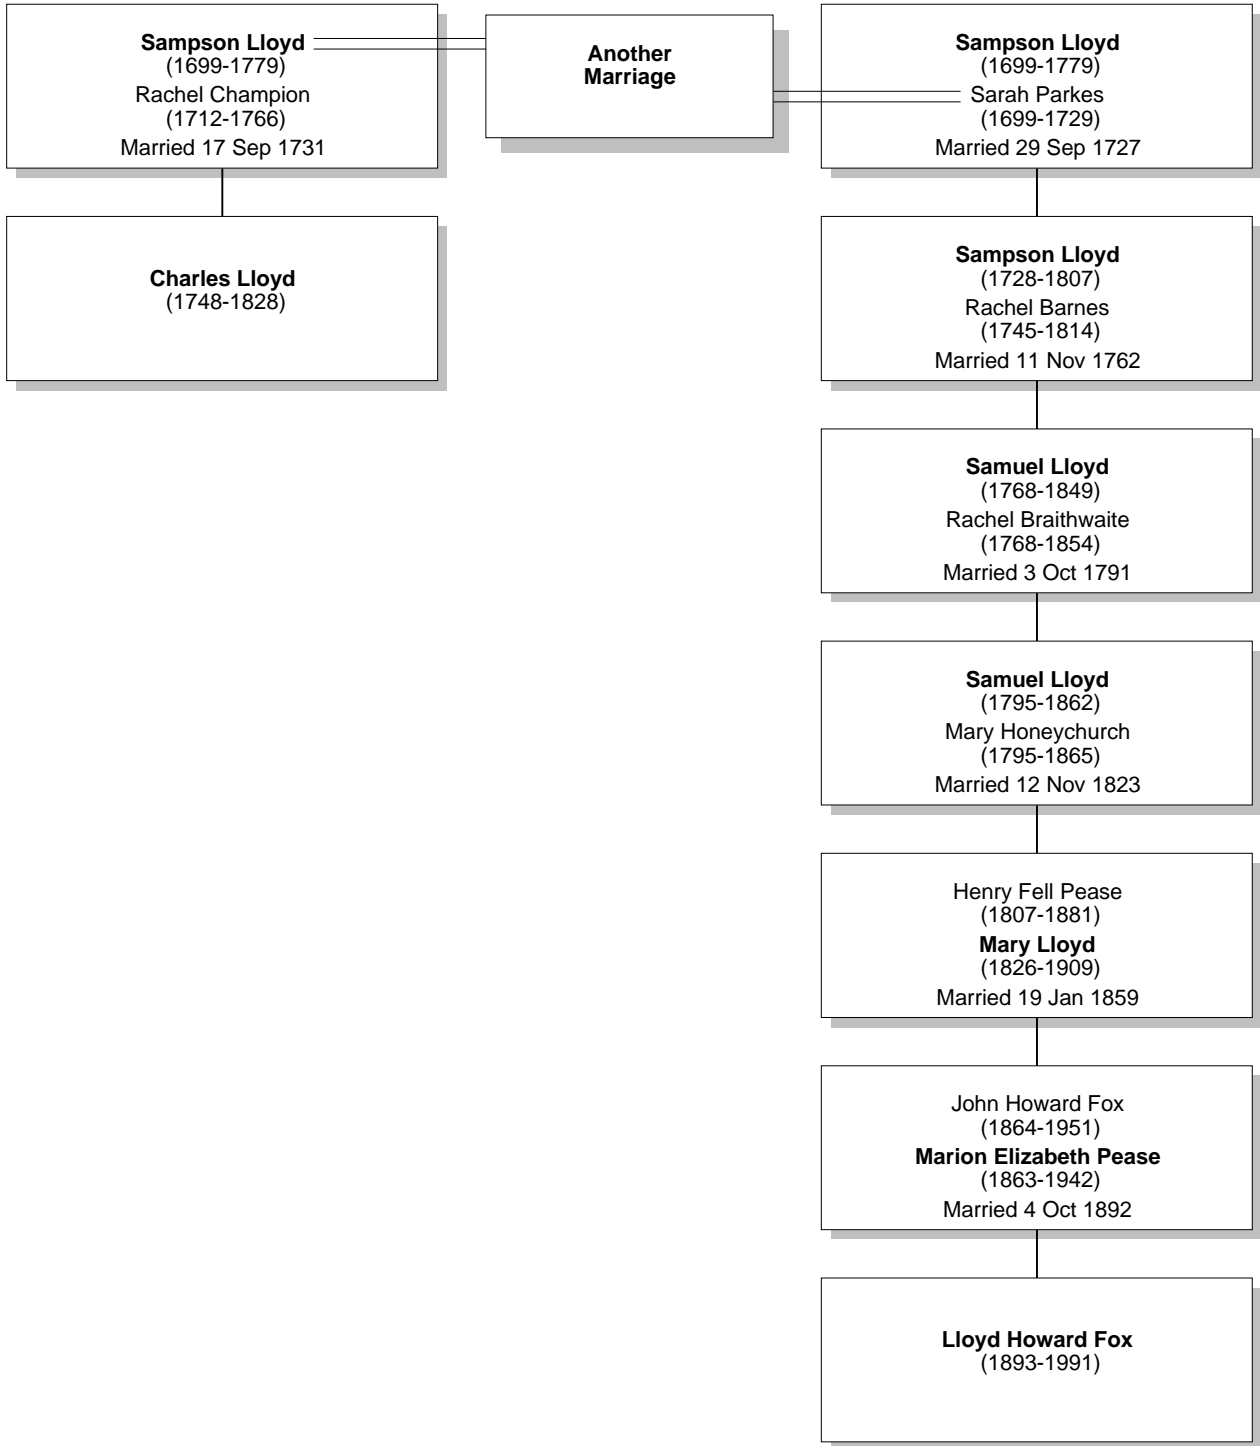 Sampson Lloyd
(1699-1779)
Rachel Champion
(1712-1766)
Married 17 Sep 1731
Another
Marriage
Sampson Lloyd
(1699-1779)
Sarah Parkes
(1699-1729)
Married 29 Sep 1727
Charles Lloyd
(1748-1828)
Sampson Lloyd
(1728-1807)
Rachel Barnes
(1745-1814)
Married 11 Nov 1762
Samuel Lloyd
(1768-1849)
Rachel Braithwaite
(1768-1854)
Married 3 Oct 1791
Samuel Lloyd
(1795-1862)
Mary Honeychurch
(1795-1865)
Married 12 Nov 1823
Henry Fell Pease
(1807-1881)
Mary Lloyd
(1826-1909)
Married 19 Jan 1859
John Howard Fox
(1864-1951)
Marion Elizabeth Pease
(1863-1942)
Married 4 Oct 1892
Lloyd Howard Fox
(1893-1991)